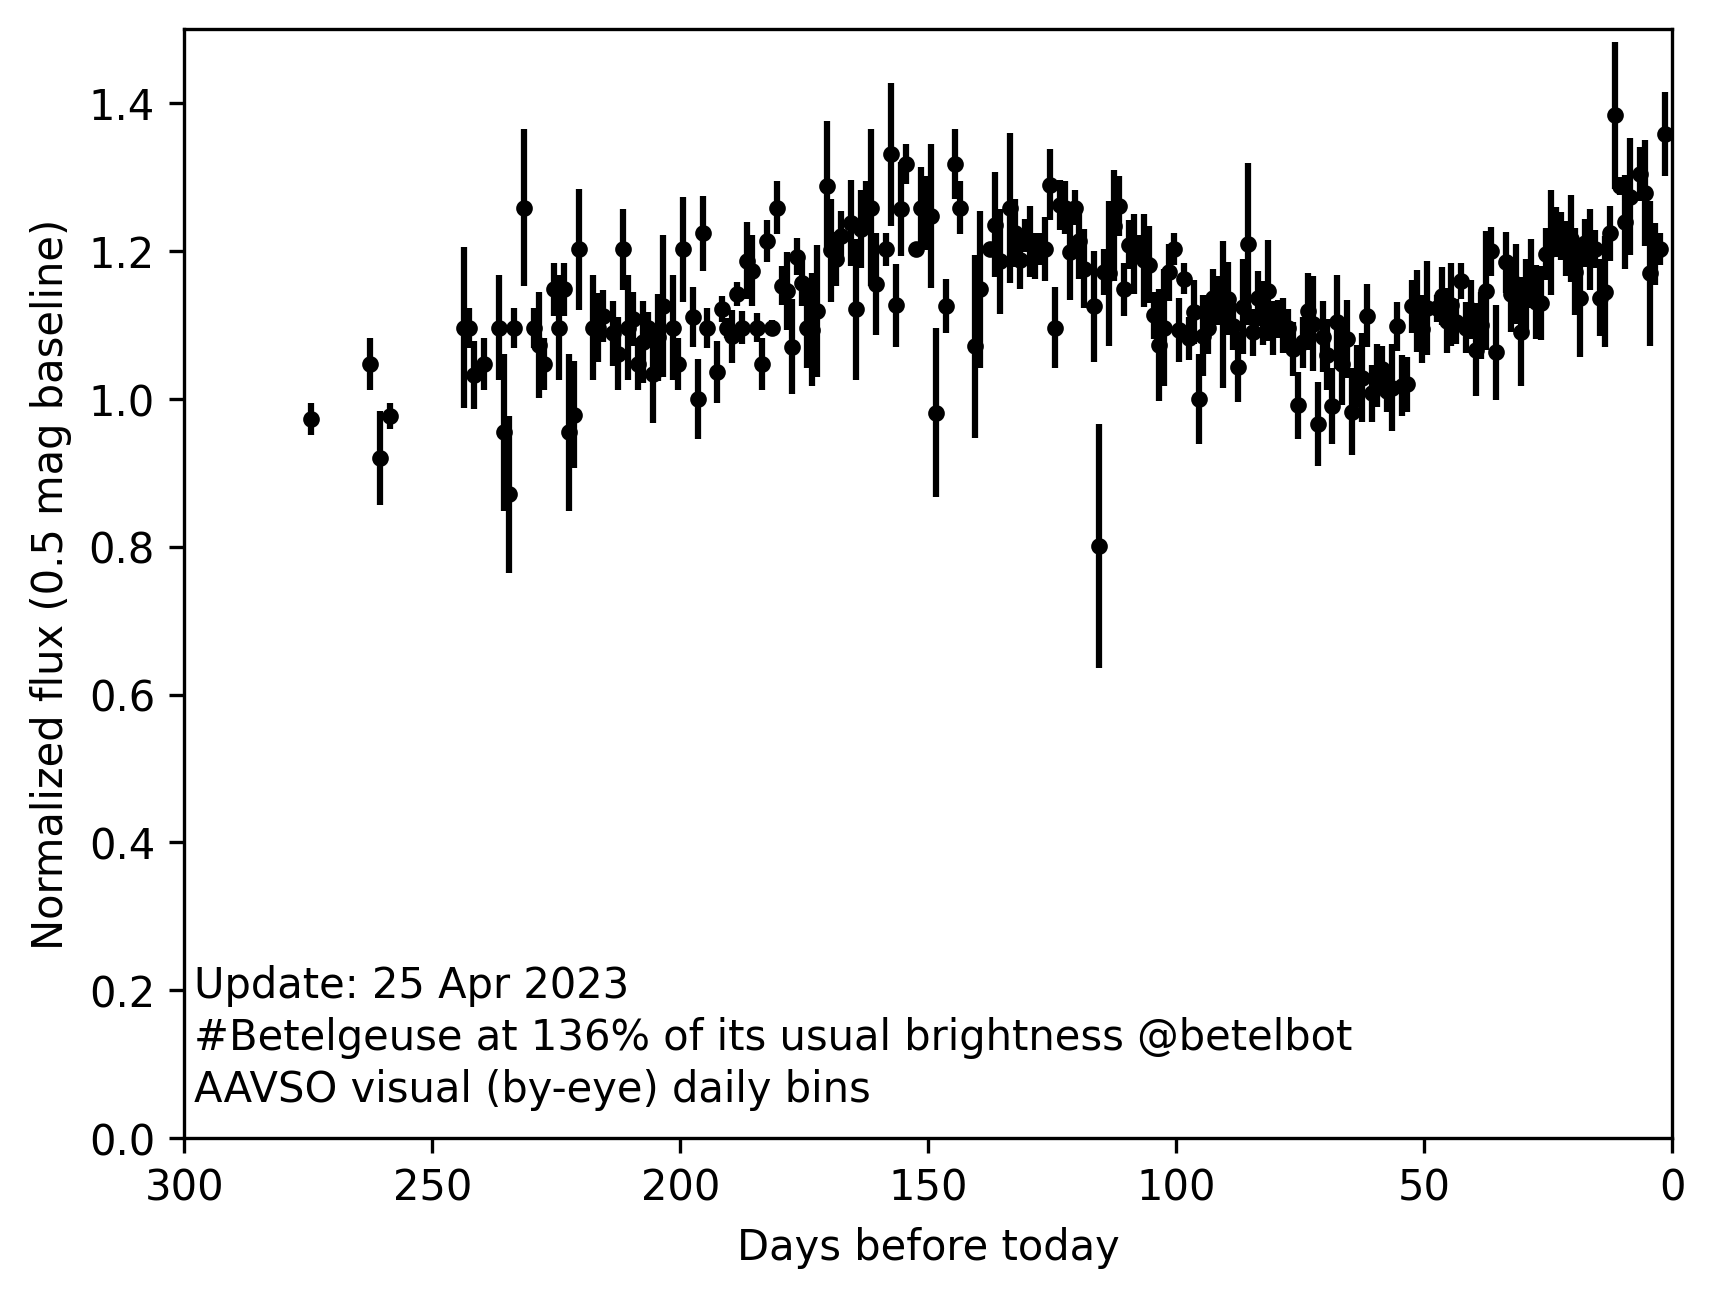 1.4
1.2
1.0
0.8
0.6
0.4
0.2
0.0
Normalized flux (0.5 mag baseline)
Update: 25 Apr 2023
#Betelgeuse at 136% of its usual brightness @betelbot
AAVSO visual (by-eye) daily bins
300 250 200 150 100 50 0
Days before today